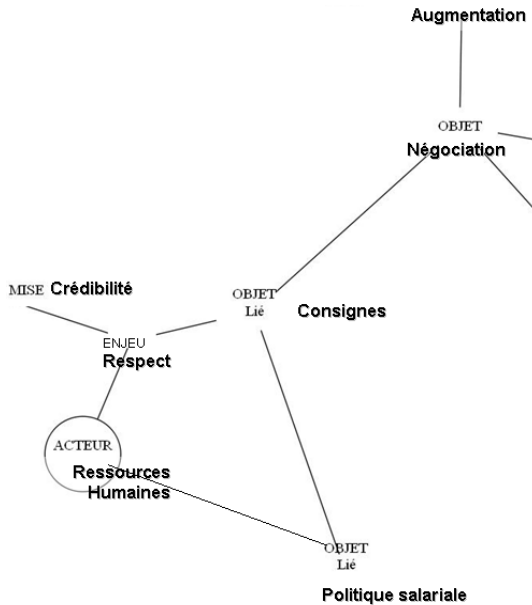 Augmentation
OBJET
Négociation
MISE Crédibilité
OBJET
Lié
Consignes
ENJEU
Respect
ACTEUR
Ressources
Humaines
OBJET
Lié
Politique salariale